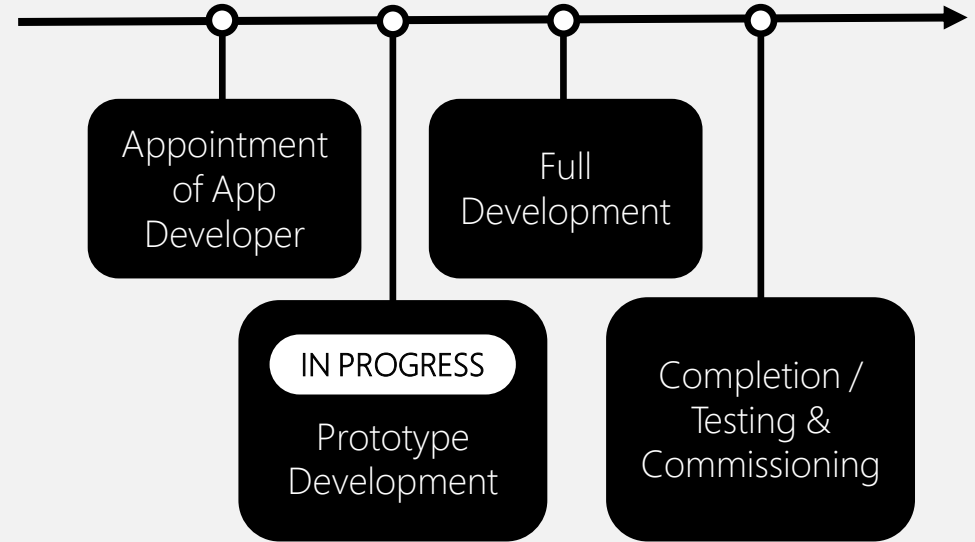 Appointment
of App
Developer
IN PROGRESS
Prototype
Development
Full
Development
Completion /
Testing &
Commissioning